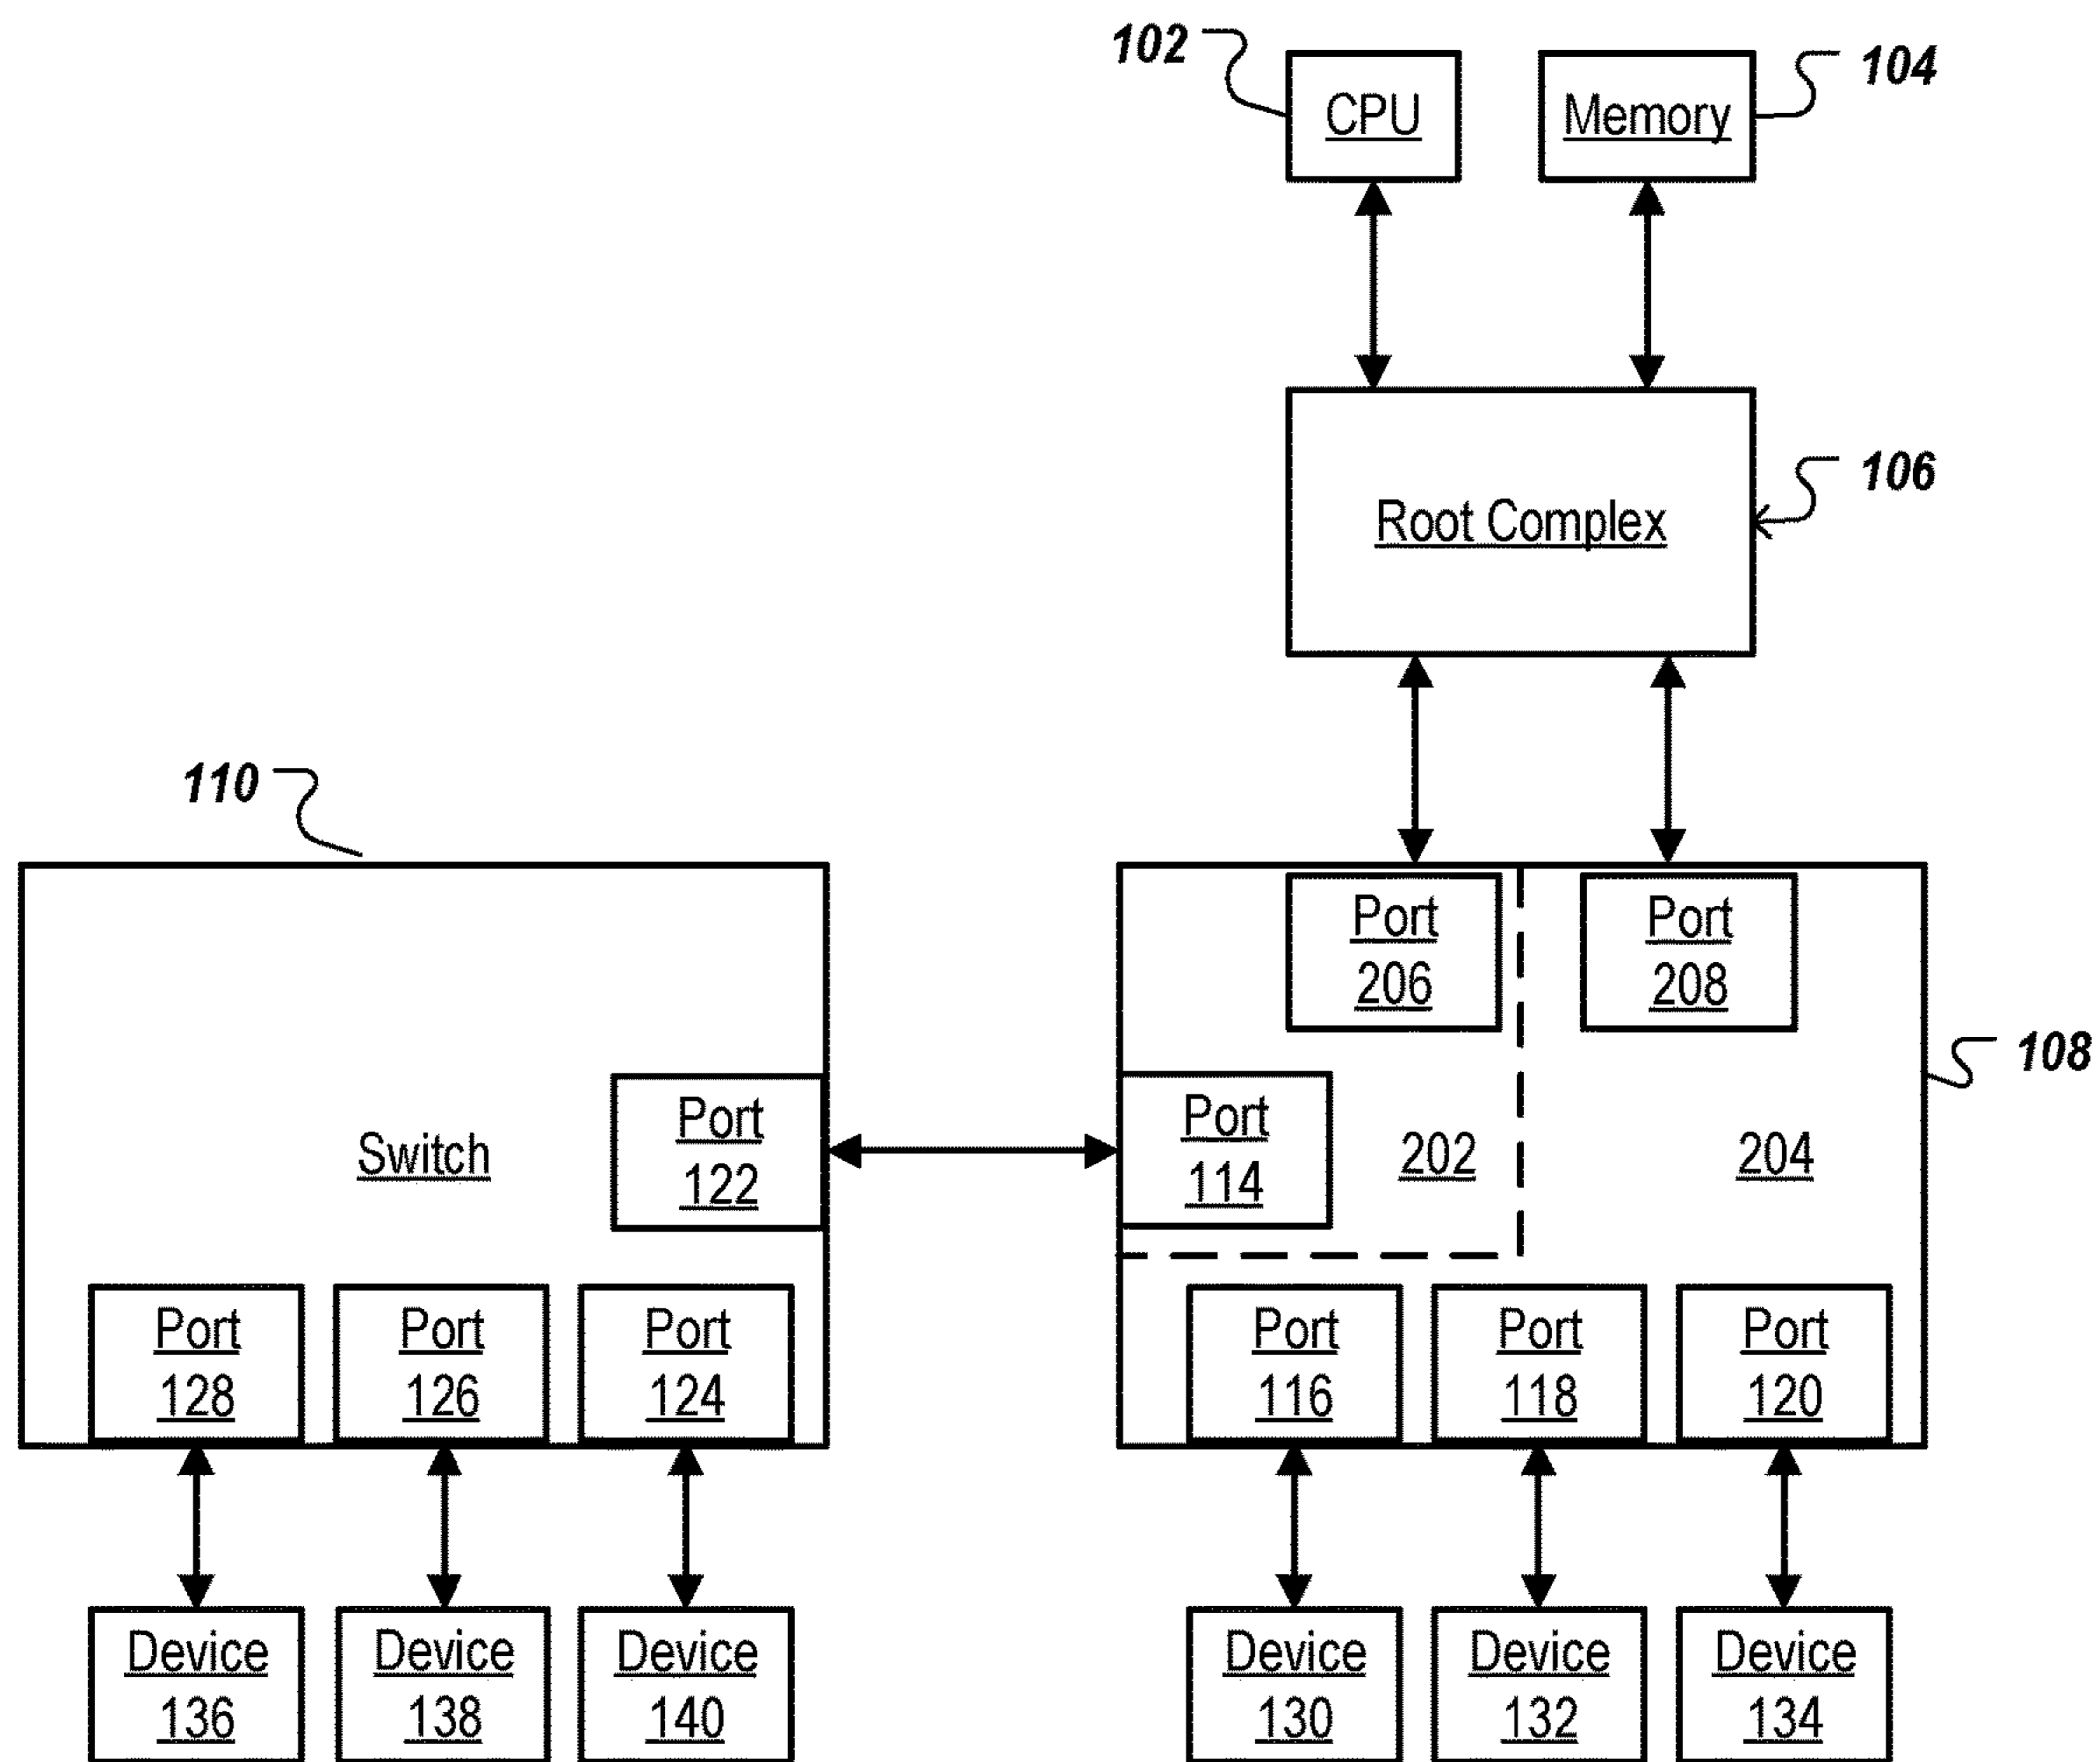 102
CPU
Memory
104
Root Complex
106
110
Port
206
Port
208
108
Switch
Port
122
Port
114
202
204
Port
128
Port
126
Port
124
Port
116
Port
118
Port
120
Device
136
Device
138
Device
140
Device
130
Device
132
Device
134